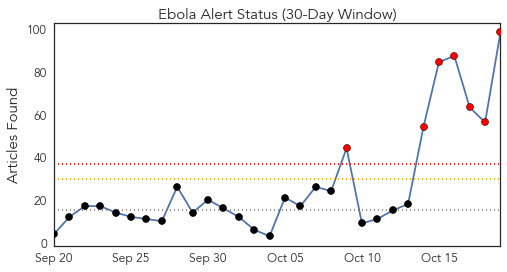 Ebola Alert Status (30-Day Window)
Articles Found
100
80
60
40
20
0
Sep 20 Sep 25 Sep 30 Oct 05 Oct 10 Oct 15